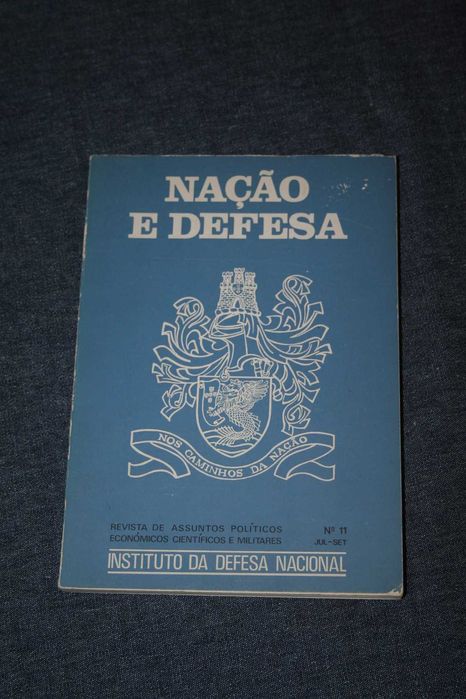 NAÇÃO
E DEFESA
NOS CAMINHOS DA NAÇÃO
REVISTA DE ASSUNTOS POLÍTICOS
ECONÓMICOS CIENTÍFICOS E MILITARES
Nº 11
JUL-SET
INSTITUTO DA DEFESA NACIONAL